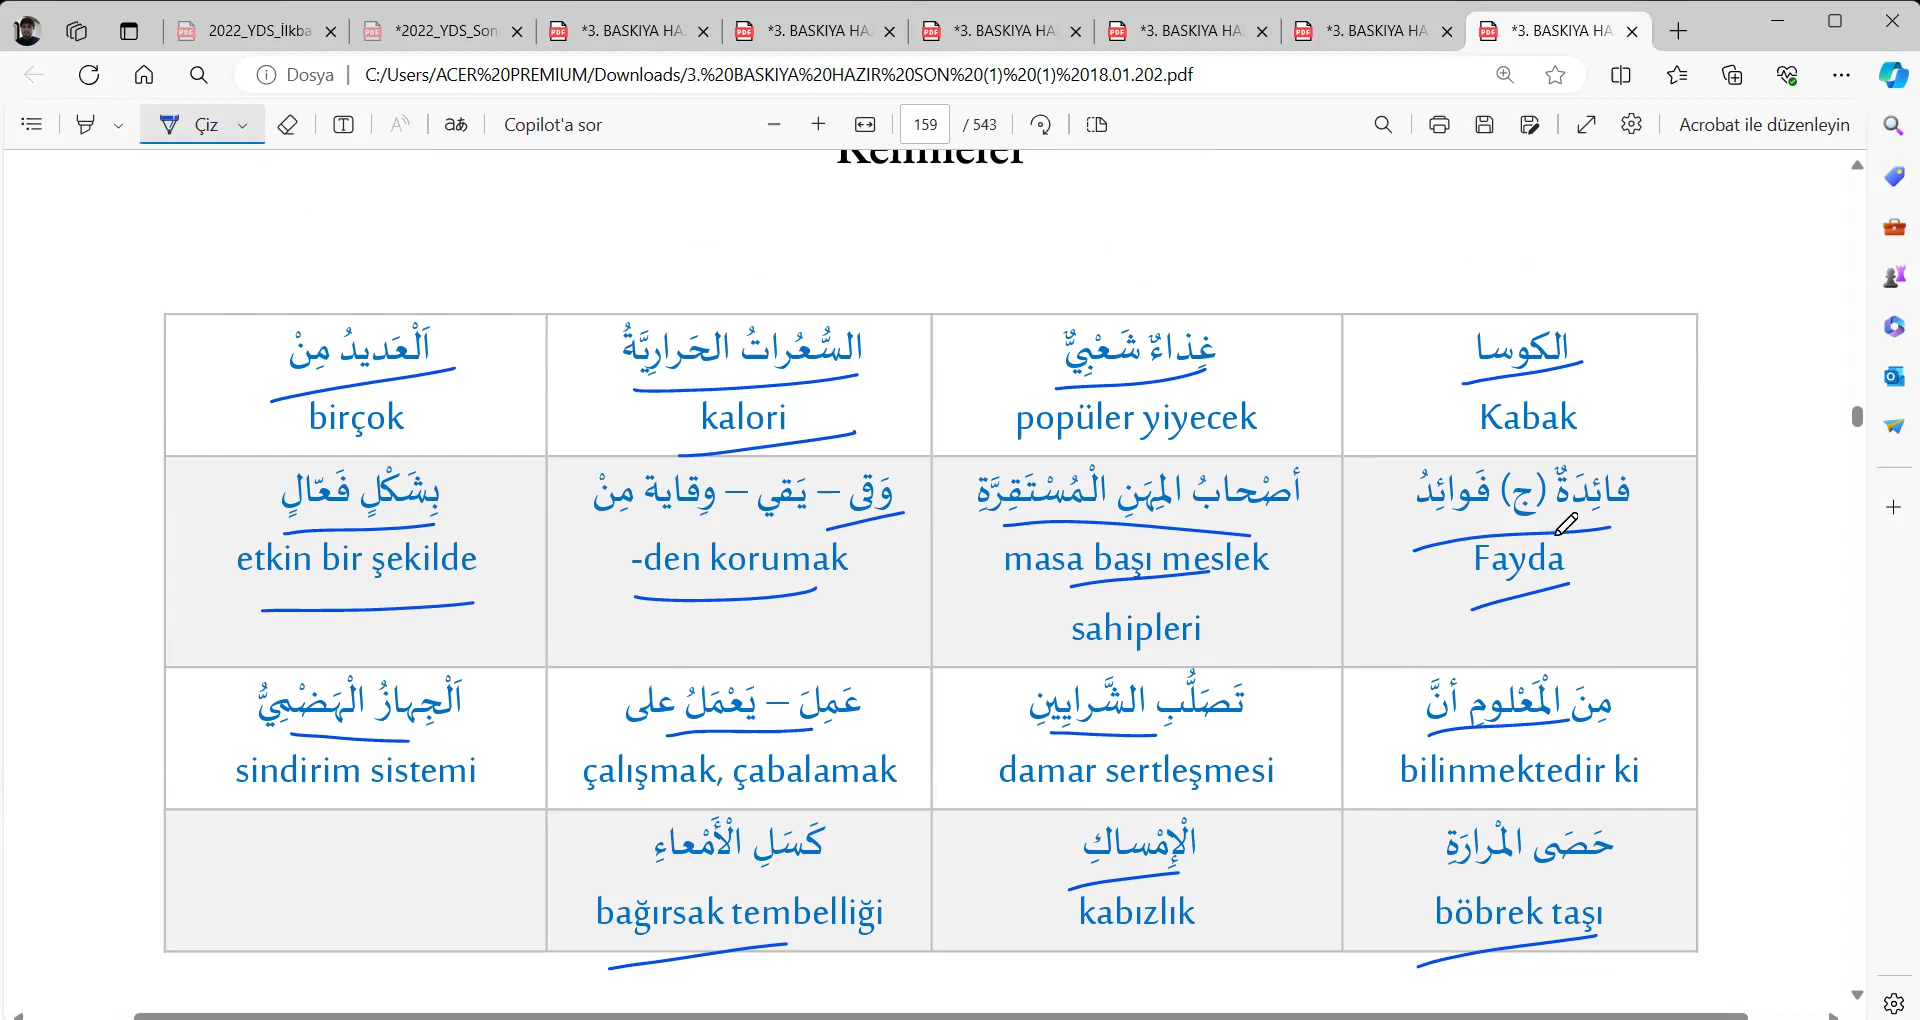 2022_YDS_İlkba
*2022_YDS_Son
*3. BASKIYA HA
*3. BASKIYA HA
*3. BASKIYA HA
*3. BASKIYA HA
*3. BASKIYA HA
*3. BASKIYA HA
Dosya
C:/Users/ACER%20PREMIUM/Downloads/3.%20BASKIYA%20HAZIR%20SON%20(1)%20(1)%2018.01.202.pdf
Çiz
Copilot'a sor
159 / 543
Acrobat ile düzenleyin
Kelimeler
الكوسا
Kabak
غِذاءٌ شَعْبِيٌّ
popüler yiyecek
السُّعُراتُ الحَرارِيَّةُ
kalori
اَلْعَديدُ مِنْ
birçok
فائِدَةٌ (ج) فَوائِدُ
Fayda
أصْحابُ المِهَنِ الْمُسْتَقِرَّةِ
masa başı meslek
sahipleri
وَقى – يَقي – وِقاية مِنْ
-den korumak
بِشَكْلٍ فَعّالٍ
etkin bir şekilde
مِنَ الْمَعْلومِ أنَّ
bilinmektedir ki
تَصَلُّبِ الشَّرايِينِ
damar sertleşmesi
عَمِلَ – يَعْمَلُ على
çalışmak, çabalamak
اَلْجِهازُ الْهَضْمِيُّ
sindirim sistemi
حَصَى الْمرارَةِ
böbrek taşı
الْإِمْساكِ
kabızlık
كَسَلِ الْأَمْعاءِ
bağırsak tembelliği